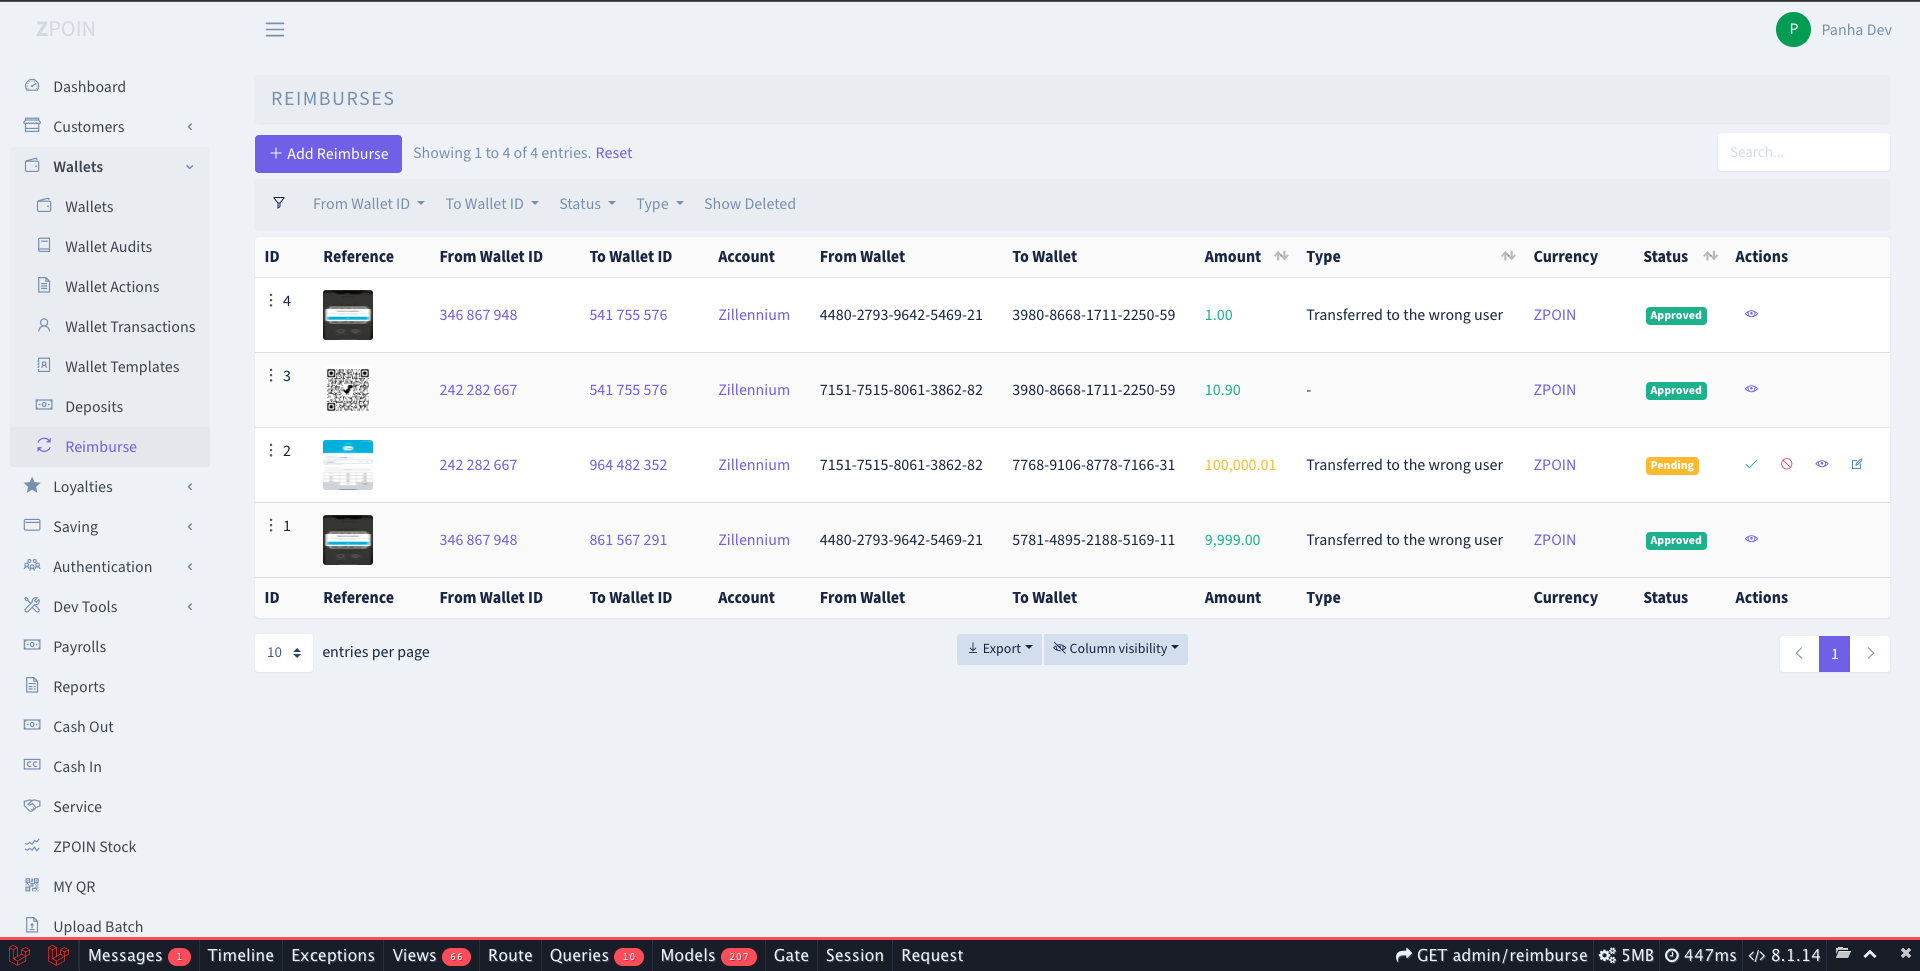 ZPOIN
P Panha Dev
Dashboard
Customers
Wallets
Wallets
Wallet Audits
Wallet Actions
Wallet Transactions
Wallet Templates
Deposits
Reimburse
Loyalties
Saving
Authentication
Dev Tools
Payrolls
Reports
Cash Out
Cash In
Service
ZPOIN Stock
MY QR
Upload Batch
REIMBURSES
+ Add Reimburse Showing 1 to 4 of 4 entries. Reset Search...
From Wallet ID To Wallet ID Status Type Show Deleted
ID Reference From Wallet ID To Wallet ID Account From Wallet To Wallet Amount Type Currency Status Actions
4 346 867 948 541 755 576 Zillennium 4480-2793-9642-5469-21 3980-8668-1711-2250-59 1.00 Transferred to the wrong user ZPOIN Approved
3 242 282 667 541 755 576 Zillennium 7151-7515-8061-3862-82 3980-8668-1711-2250-59 10.90 - ZPOIN Approved
2 242 282 667 964 482 352 Zillennium 7151-7515-8061-3862-82 7768-9106-8778-7166-31 100,000.01 Transferred to the wrong user ZPOIN Pending
1 346 867 948 861 567 291 Zillennium 4480-2793-9642-5469-21 5781-4895-2188-5169-11 9,999.00 Transferred to the wrong user ZPOIN Approved
ID Reference From Wallet ID To Wallet ID Account From Wallet To Wallet Amount Type Currency Status Actions
10 entries per page Export Column visibility 1
Messages 1 Timeline Exceptions Views 66 Route Queries 10 Models 207 Gate Session Request GET admin/reimburse 5MB 447ms 8.1.14